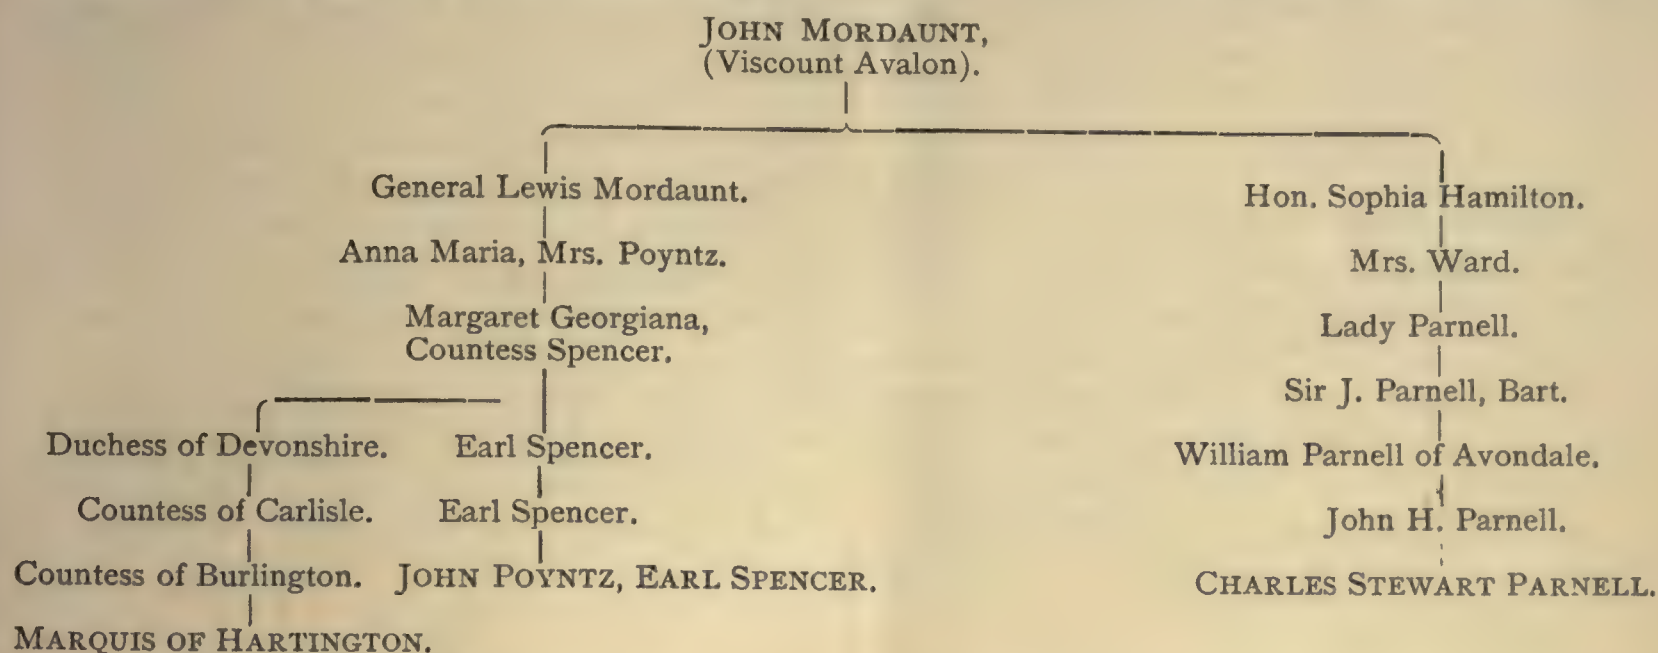 JOHN MORDAUNT,
(Viscount Avalon).
General Lewis Mordaunt.
Hon. Sophia Hamilton.
Anna Maria, Mrs. Poyntz.
Mrs. Ward.
Margaret Georgiana,
Countess Spencer.
Lady Parnell.
Sir J. Parnell, Bart.
Duchess of Devonshire.
Earl Spencer.
William Parnell of Avondale.
Countess of Carlisle.
Earl Spencer.
John H. Parnell.
Countess of Burlington.
JOHN POYNTZ, EARL SPENCER.
CHARLES STEWART PARNELL.
MARQUIS OF HARTINGTON.